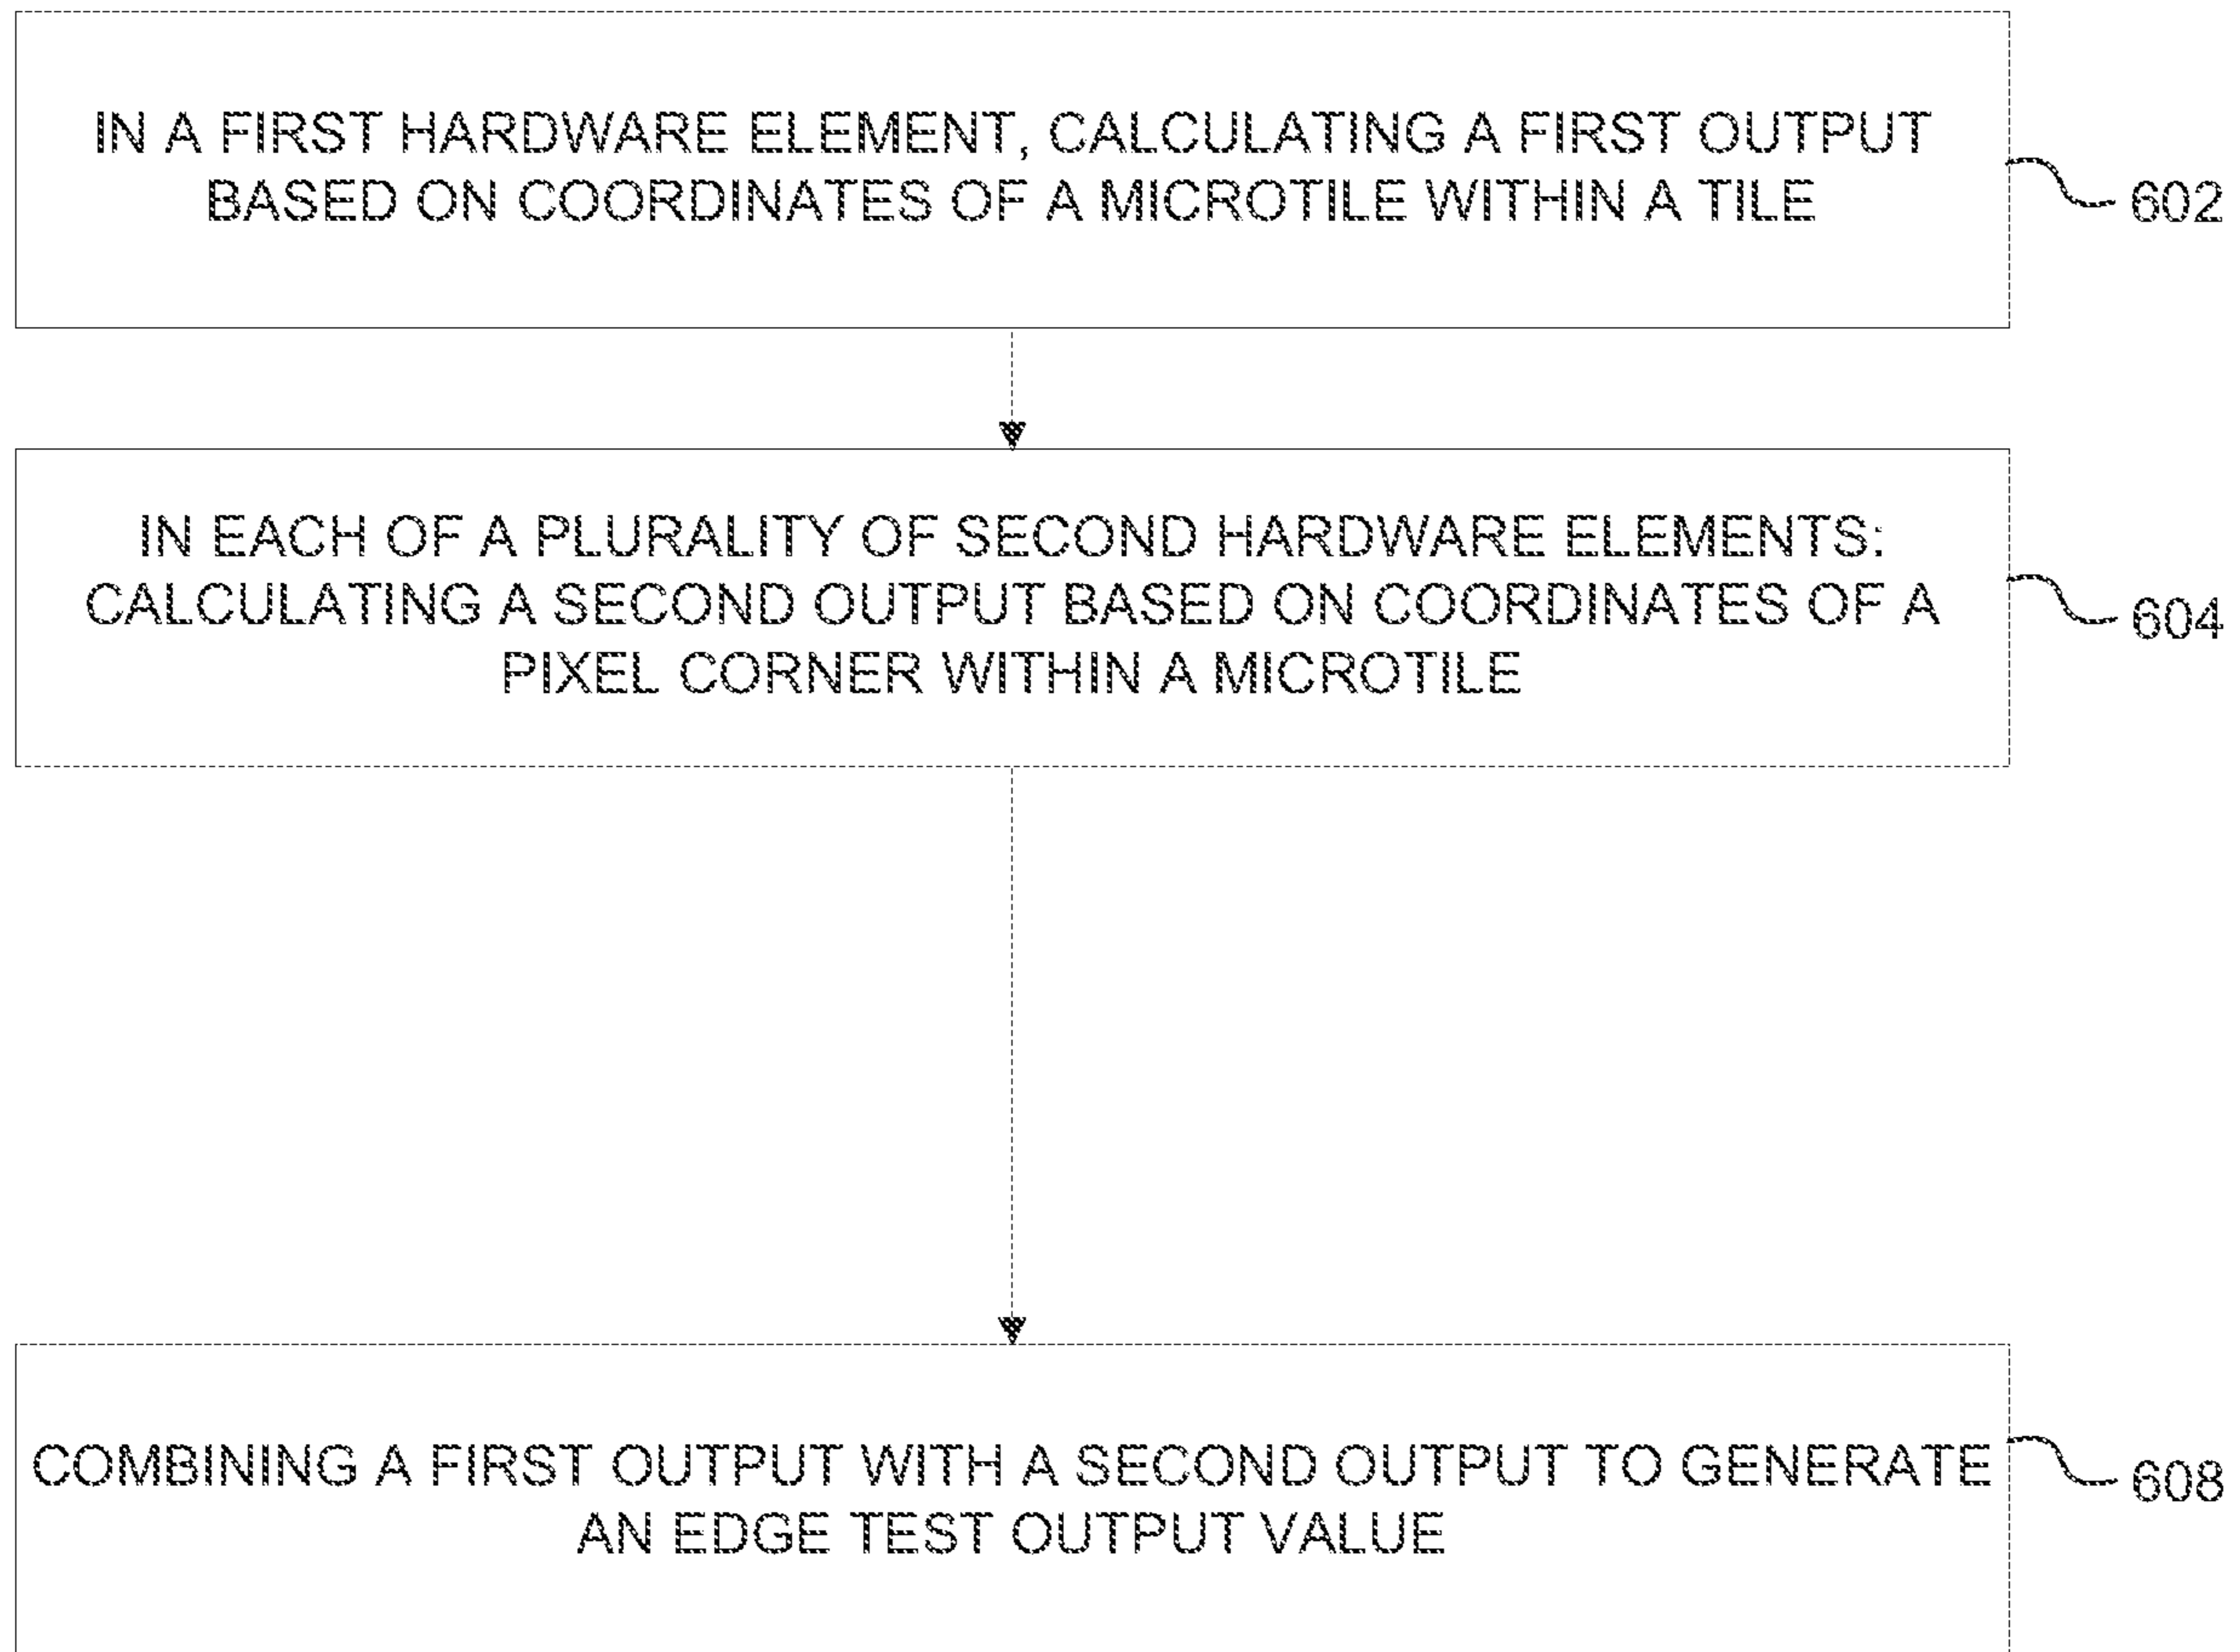 IN A FIRST HARDWARE ELEMENT, CALCULATING A FIRST OUTPUT
BASED ON COORDINATES OF A MICROTILE WITHIN A TILE
602
IN EACH OF A PLURALITY OF SECOND HARDWARE ELEMENTS:
CALCULATING A SECOND OUTPUT BASED ON COORDINATES OF A
PIXEL CORNER WITHIN A MICROTILE
604
COMBINING A FIRST OUTPUT WITH A SECOND OUTPUT TO GENERATE
AN EDGE TEST OUTPUT VALUE
608